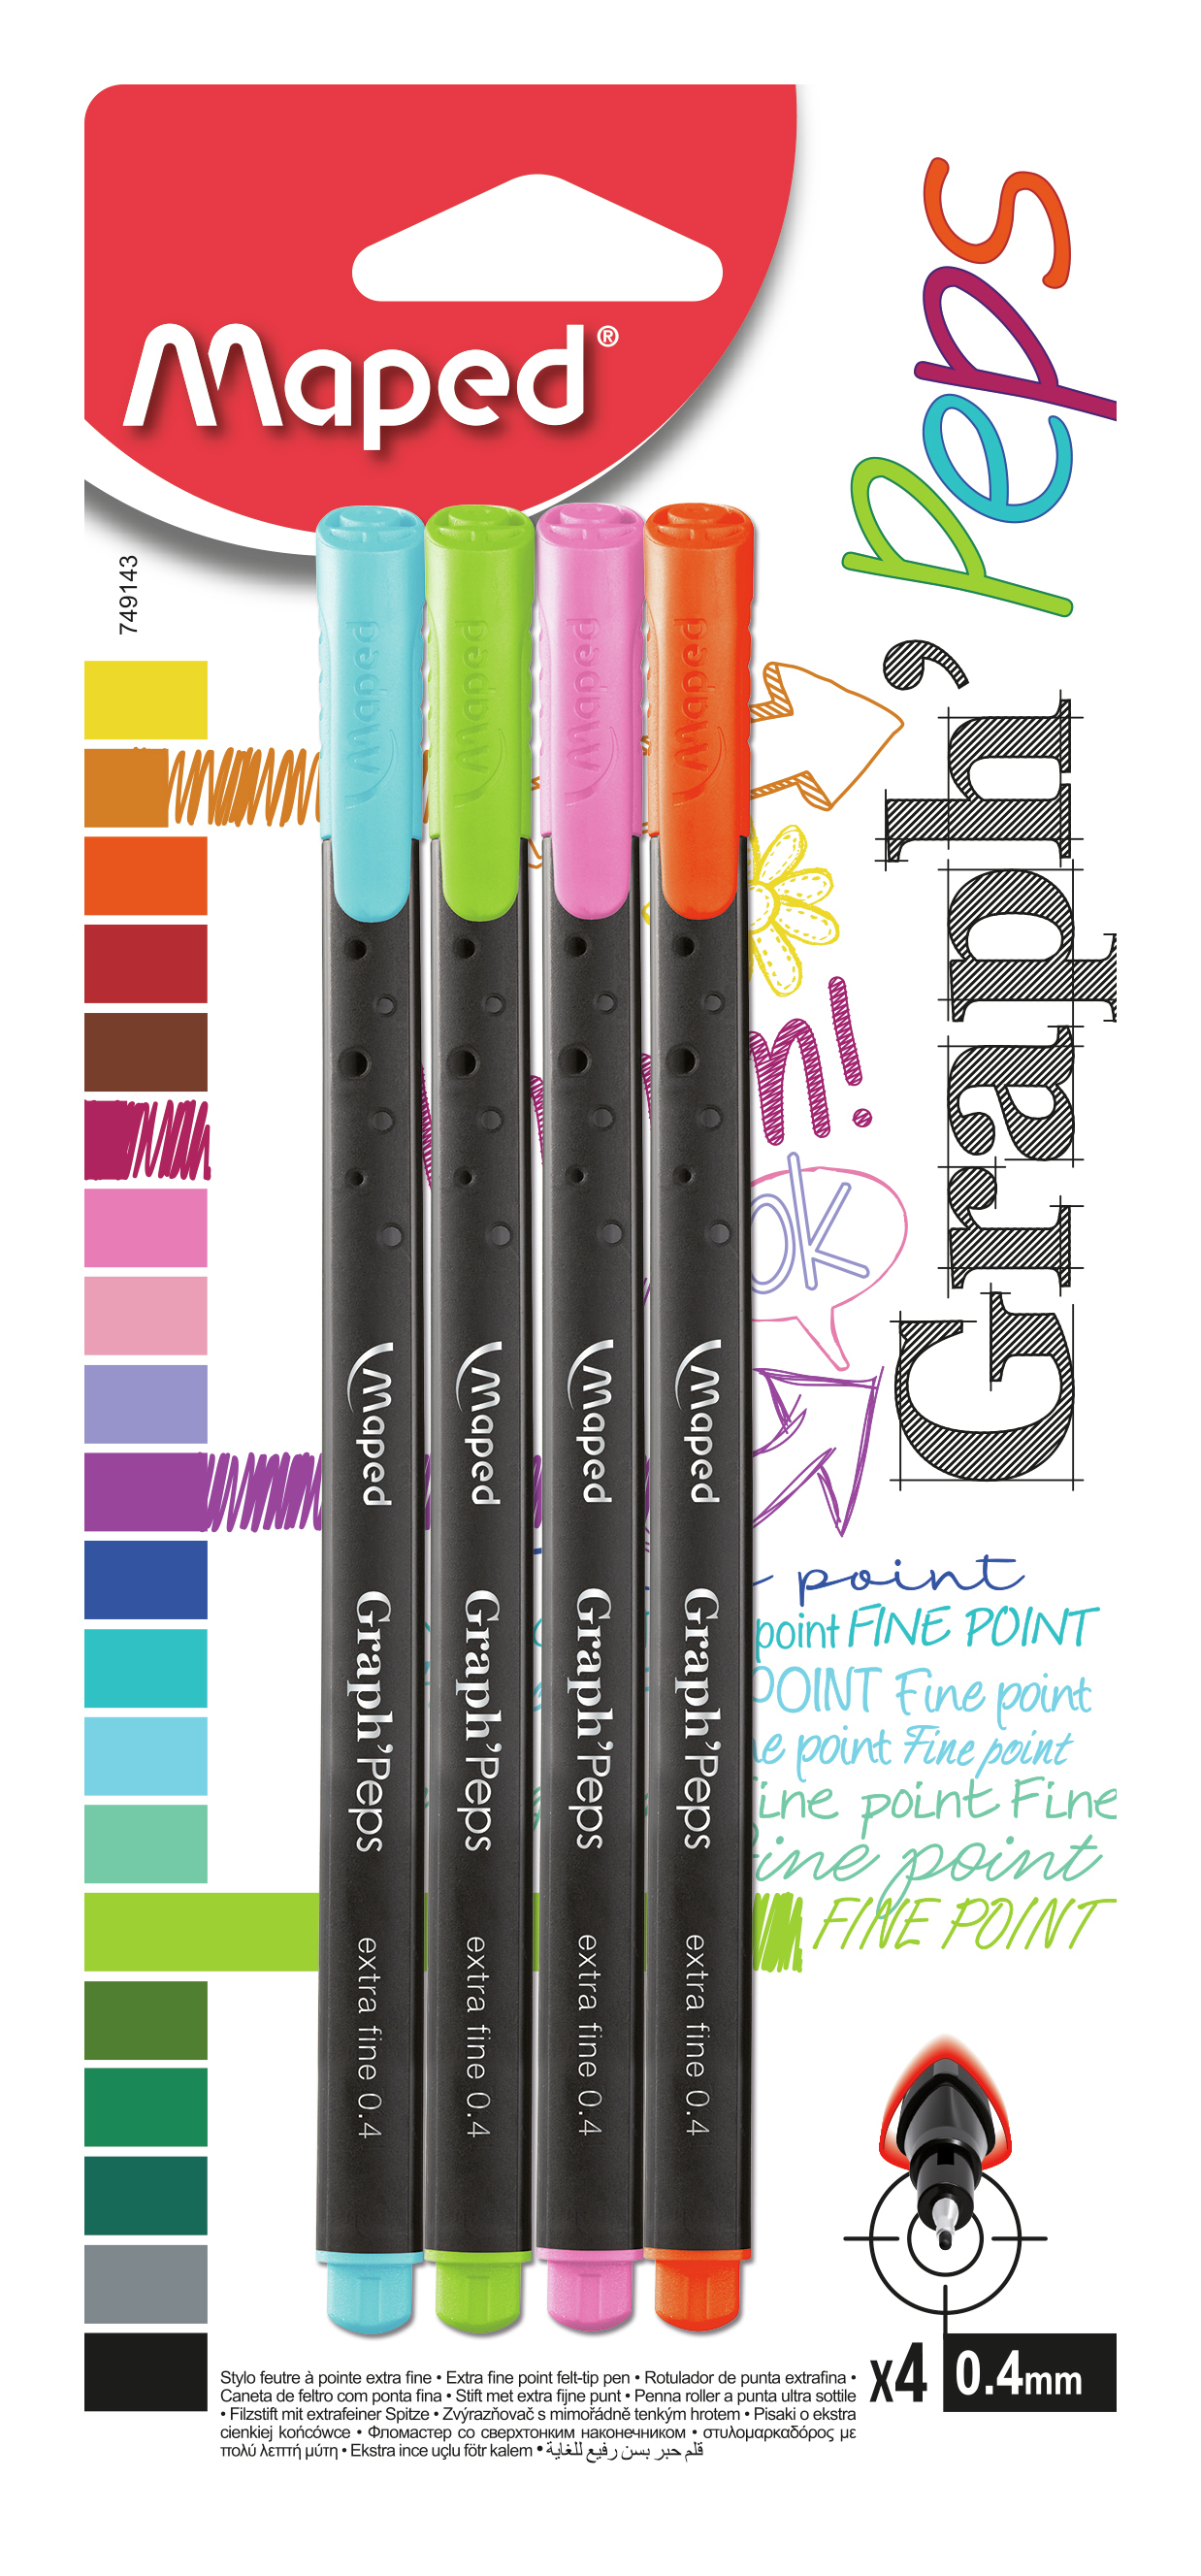 Maped®
749143
peps
Graph'
Maped
Maped
Maped
Maped
n!
OK
Maped Graph'Peps extra fine 0.4
Maped Graph'Peps extra fine 0.4
Maped Graph'Peps extra fine 0.4
Maped Graph'Peps extra fine 0.4
point
point FINE POINT
POINT Fine point
point Fine point
ine point Fine
ine point
FINE POINT
x4 0.4mm
Stylo feutre à pointe extra fine • Extra fine point felt-tip pen • Rotulador de punta extrafina •
Caneta de feltro com ponta fina • Stift met extra fijne punt • Penna roller a punta ultra sottile
• Filzstift mit extrafeiner Spitze • Zvýrazňovač s mimořádně tenkým hrotem • Pisaki o ekstra
cienkiej końcówce • Фломастер со сверхтонким наконечником • στυλομαρκαδόρος με
πολύ λεπτή μύτη • Ekstra ince uçlu fötr kalem • قلم حبر بسن رفيع للغاية